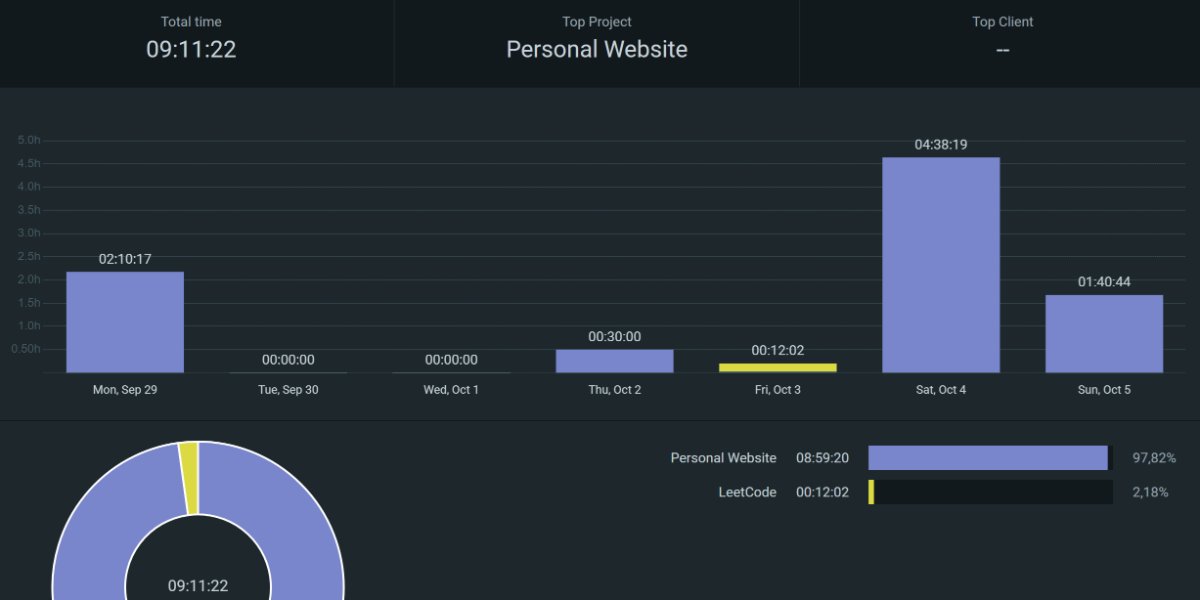 Total time
09:11:22
Top Project
Personal Website
Top Client
--
5.0h
4.5h
4.0h
3.5h
3.0h
2.5h
2.0h
1.5h
1.0h
0.50h
02:10:17
00:00:00
00:00:00
00:30:00
00:12:02
04:38:19
01:40:44
Mon, Sep 29
Tue, Sep 30
Wed, Oct 1
Thu, Oct 2
Fri, Oct 3
Sat, Oct 4
Sun, Oct 5
Personal Website 08:59:20 97,82%
LeetCode 00:12:02 2,18%
09:11:22